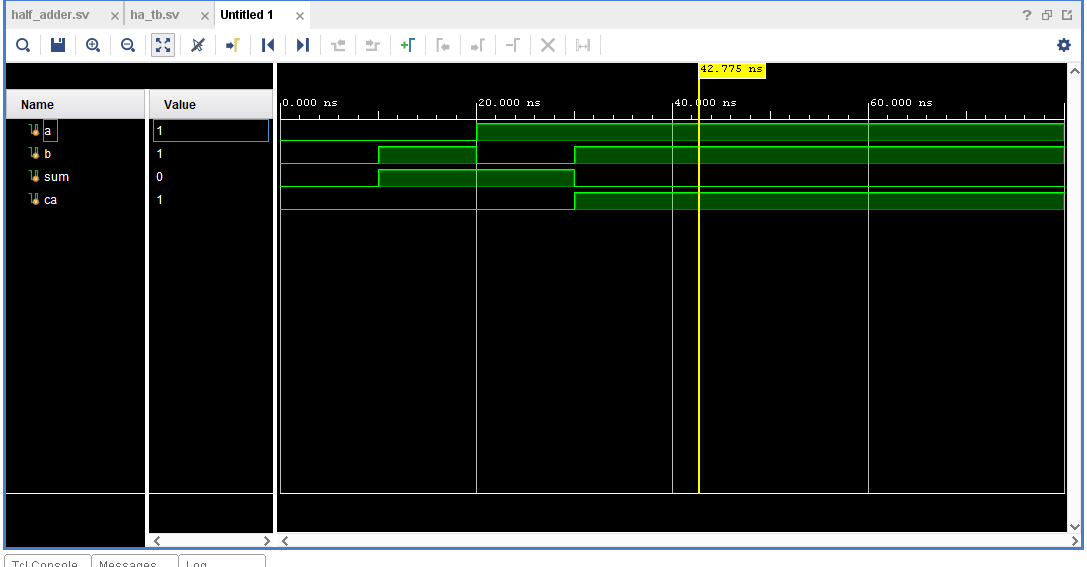 half_adder.sv × ha_tb.sv × Untitled 1 × ?
42.775 ns
Name Value
0.000 ns 20.000 ns 40.000 ns 60.000 ns
a 1
b 1
sum 0
ca 1
Tcl Console Messages Log